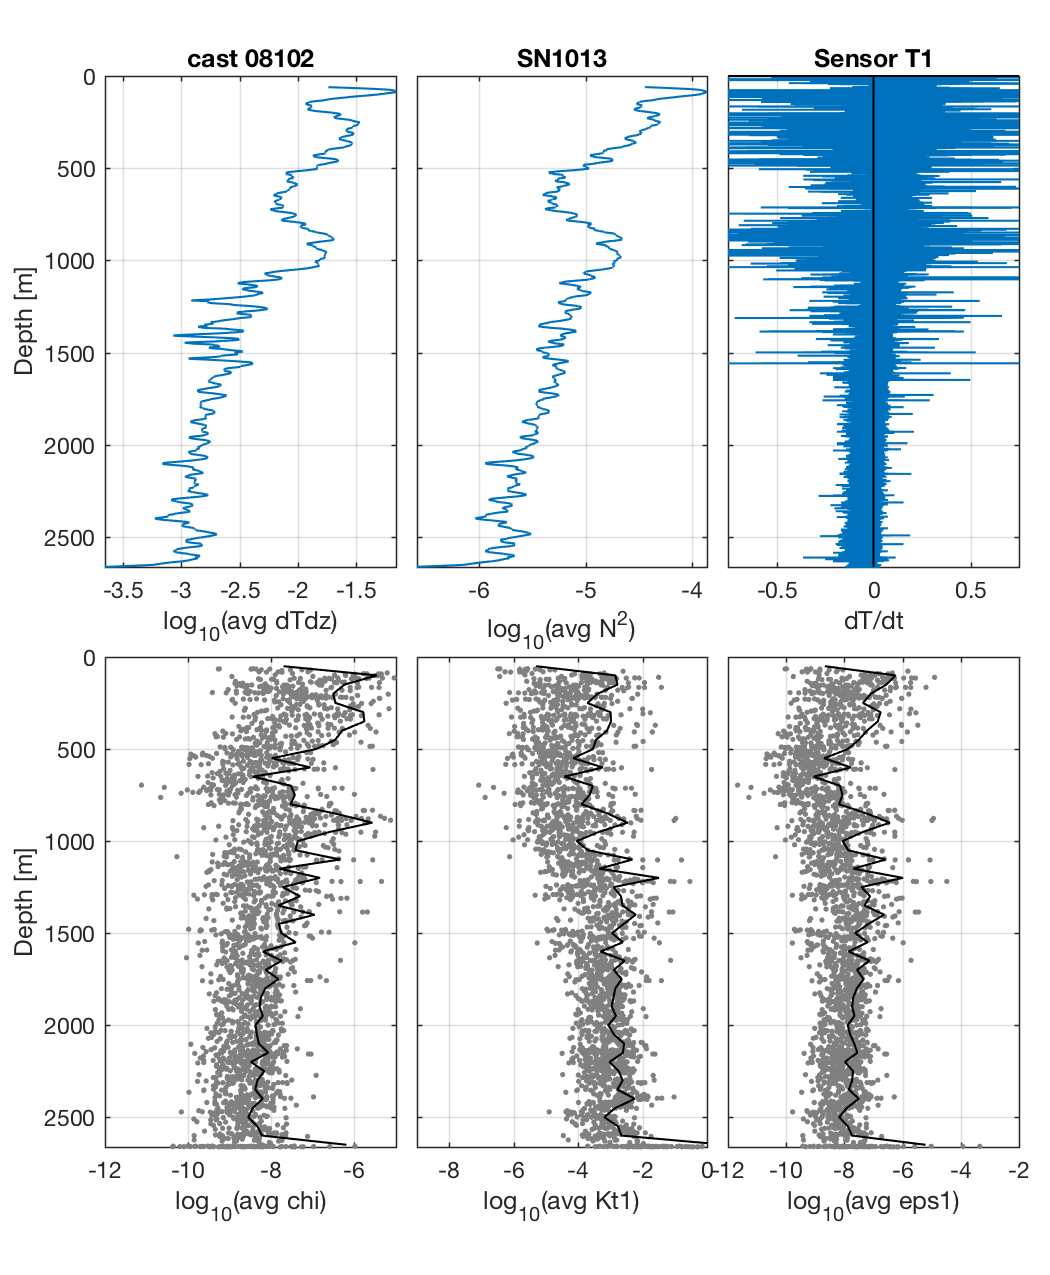 cast 08102 SN1013 Sensor T1
0
500
1000
1500
2000
2500
Depth [m]
-3.5 -3 -2.5 -2 -1.5 -6 -5 -4 -0.5 0 0.5
log10(avg dTdz) log10(avg N2) dT/dt
0
500
1000
1500
2000
2500
Depth [m]
-12 -10 -8 -6 -8 -6 -4 -2 0 -12 -10 -8 -6 -4 -2
log10(avg chi) log10(avg Kt1) log10(avg eps1)